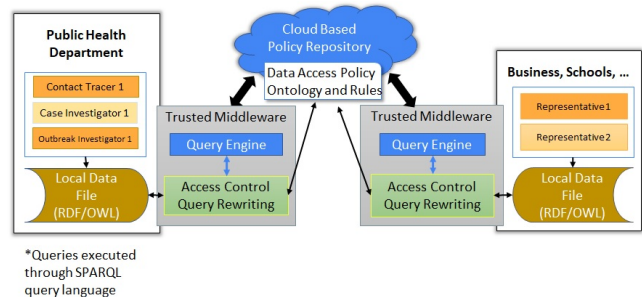 Cloud Based
Policy Repository
Data Access Policy
Ontology and Rules
Public Health
Department
Contact Tracer 1
Case Investigator 1
Outbreak Investigator 1
Local Data
File
(RDF/OWL)
Trusted Middleware
Query Engine
Access Control
Query Rewriting
Trusted Middleware
Query Engine
Access Control
Query Rewriting
Business, Schools, ...
Representative1
Representative2
Local Data
File
(RDF/OWL)
*Queries executed
through SPARQL
query language